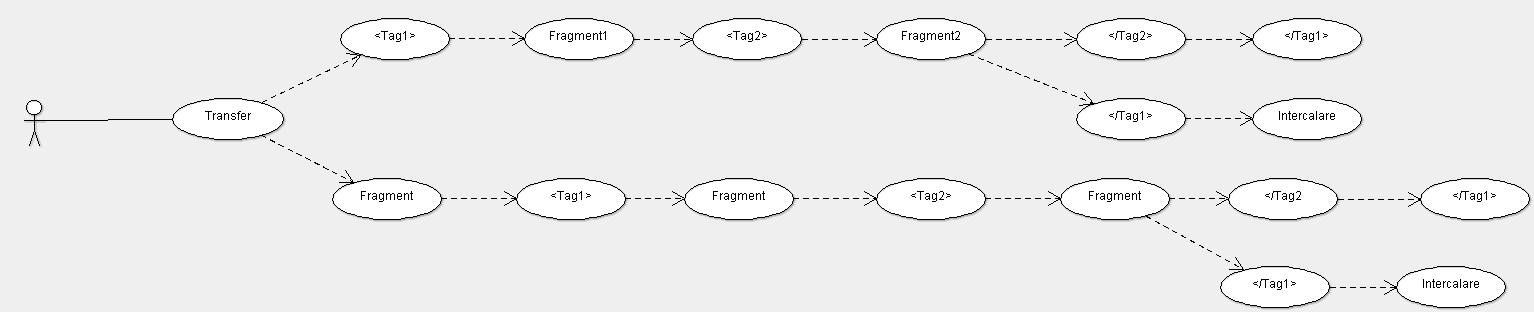 <Tag1>
Fragment1
<Tag2>
Fragment2
</Tag2>
</Tag1>
Transfer
</Tag1>
Intercalare
Fragment
<Tag1>
Fragment
<Tag2>
Fragment
</Tag2
</Tag1>
</Tag1>
Intercalare